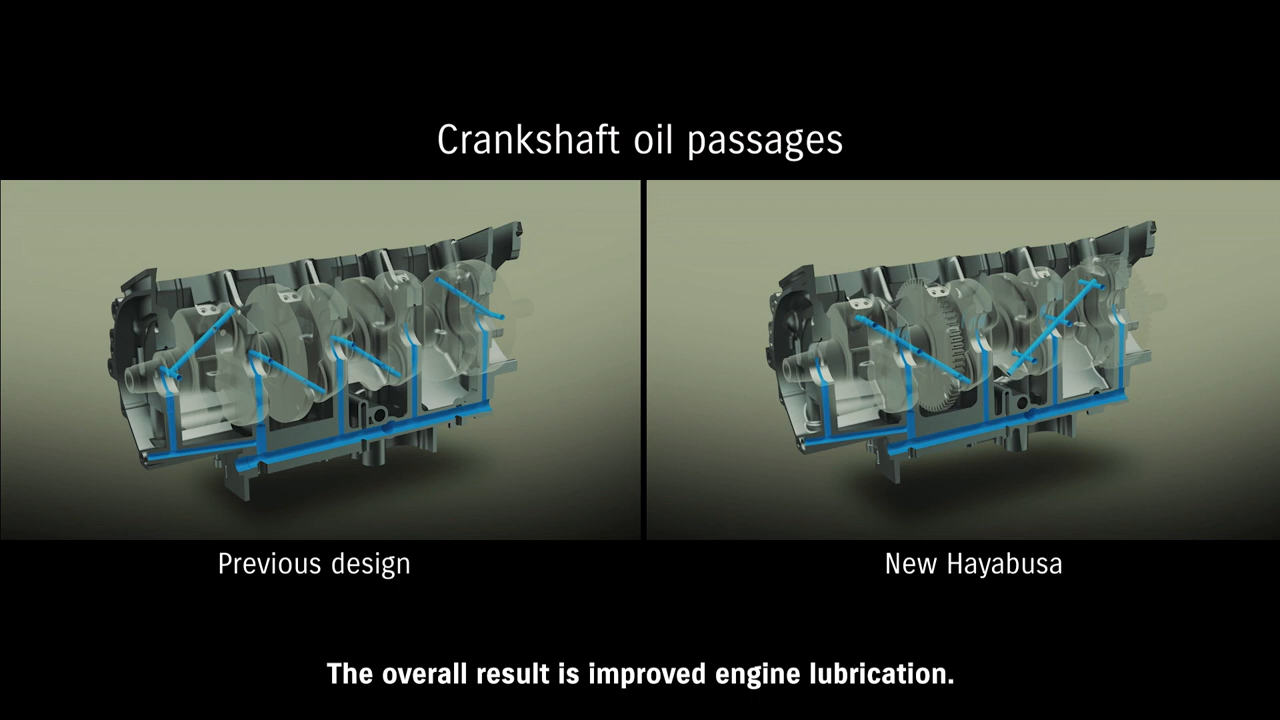 Crankshaft oil passages
Previous design
New Hayabusa
The overall result is improved engine lubrication.